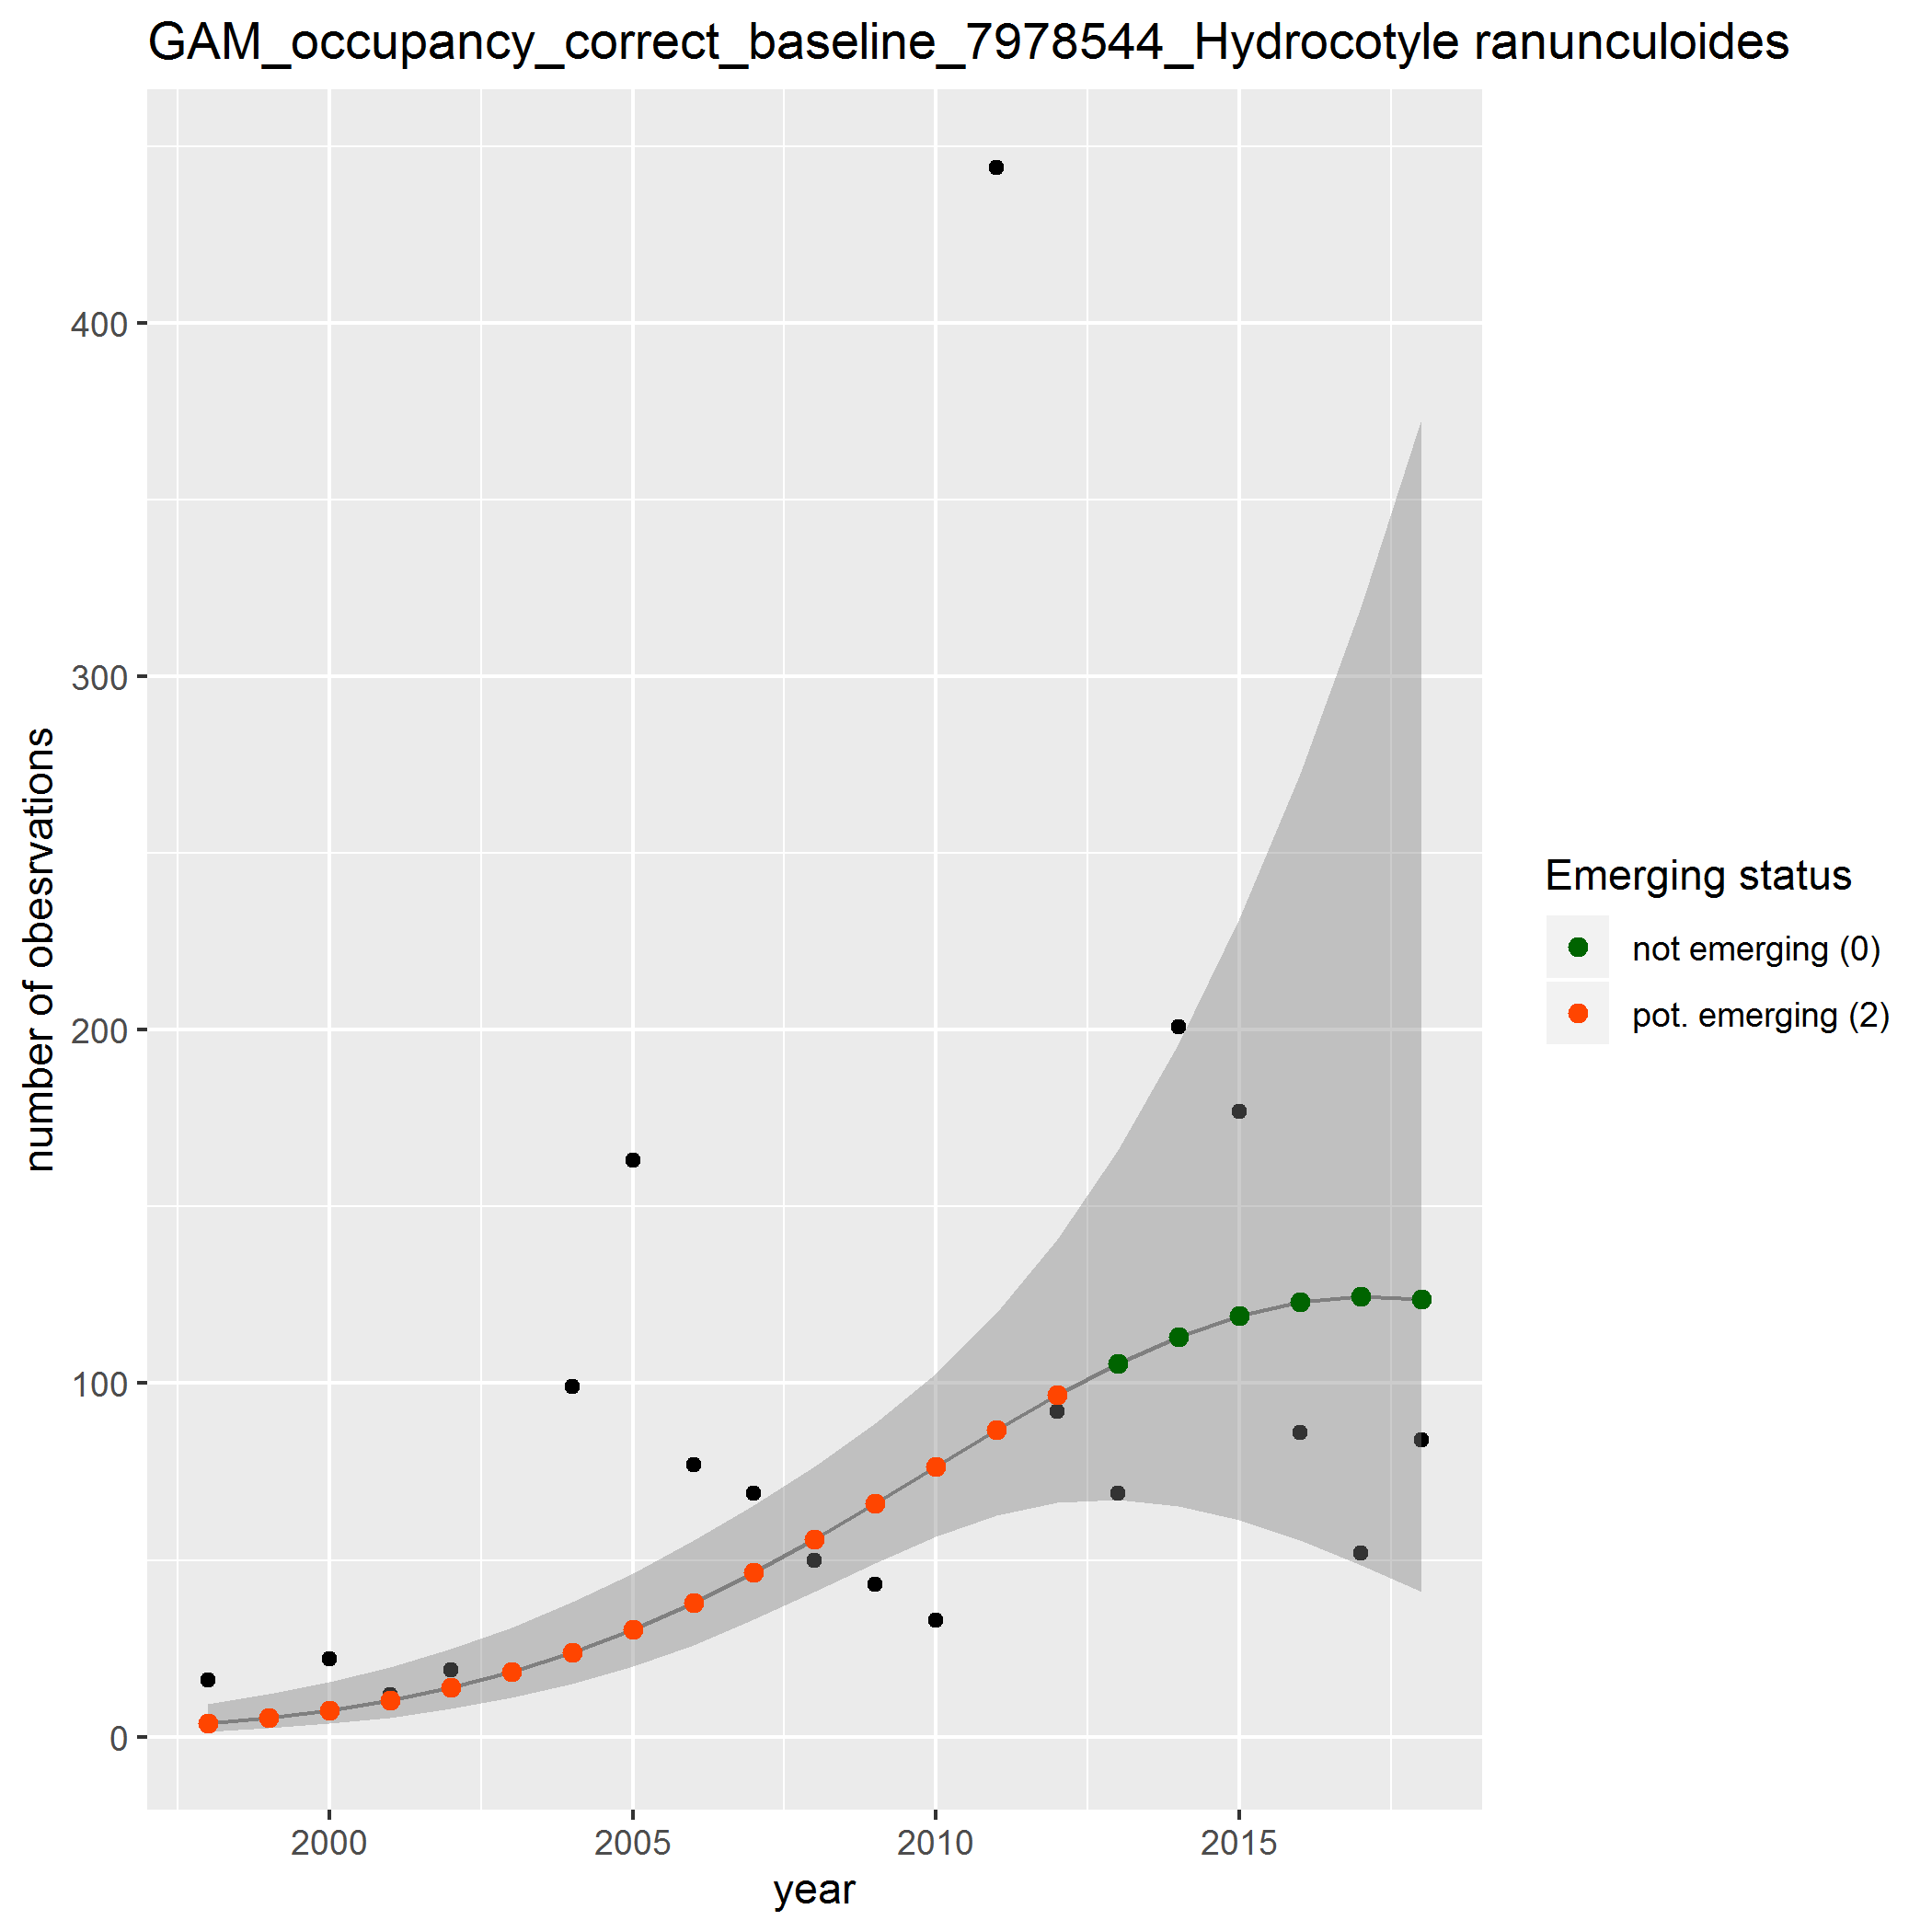 GAM_occupancy_correct_baseline_7978544_Hydrocotyle ranunculoides
number of obesrvations
400
300
200
100
0
2000 2005 2010 2015
year
Emerging status
not emerging (0)
pot. emerging (2)